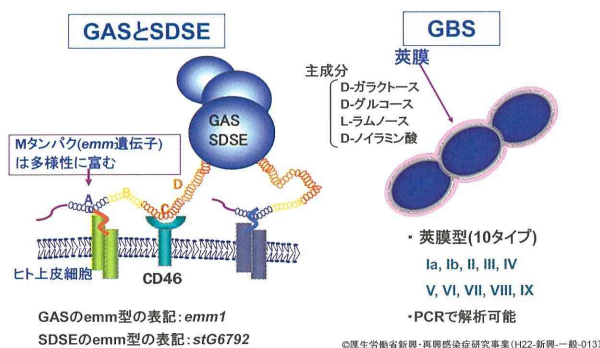 GASとSDSE
GAS
SDSE
Mタンパク(emm遺伝子)
は多様性に富む
A
B
C
D
ヒト上皮細胞
CD46
GASのemm型の表記：emm1
SDSEのemm型の表記：stG6792
GBS
莢膜
主成分
D-ガラクトース
D-グルコース
L-ラムノース
D-ノイラミン酸
・ 莢膜型(10タイプ)
Ia, Ib, II, III, IV
V, VI, VII, VIII, IX
・PCRで解析可能
©厚生労働省新興・再興感染症研究事業(H22-新興-一般-013)